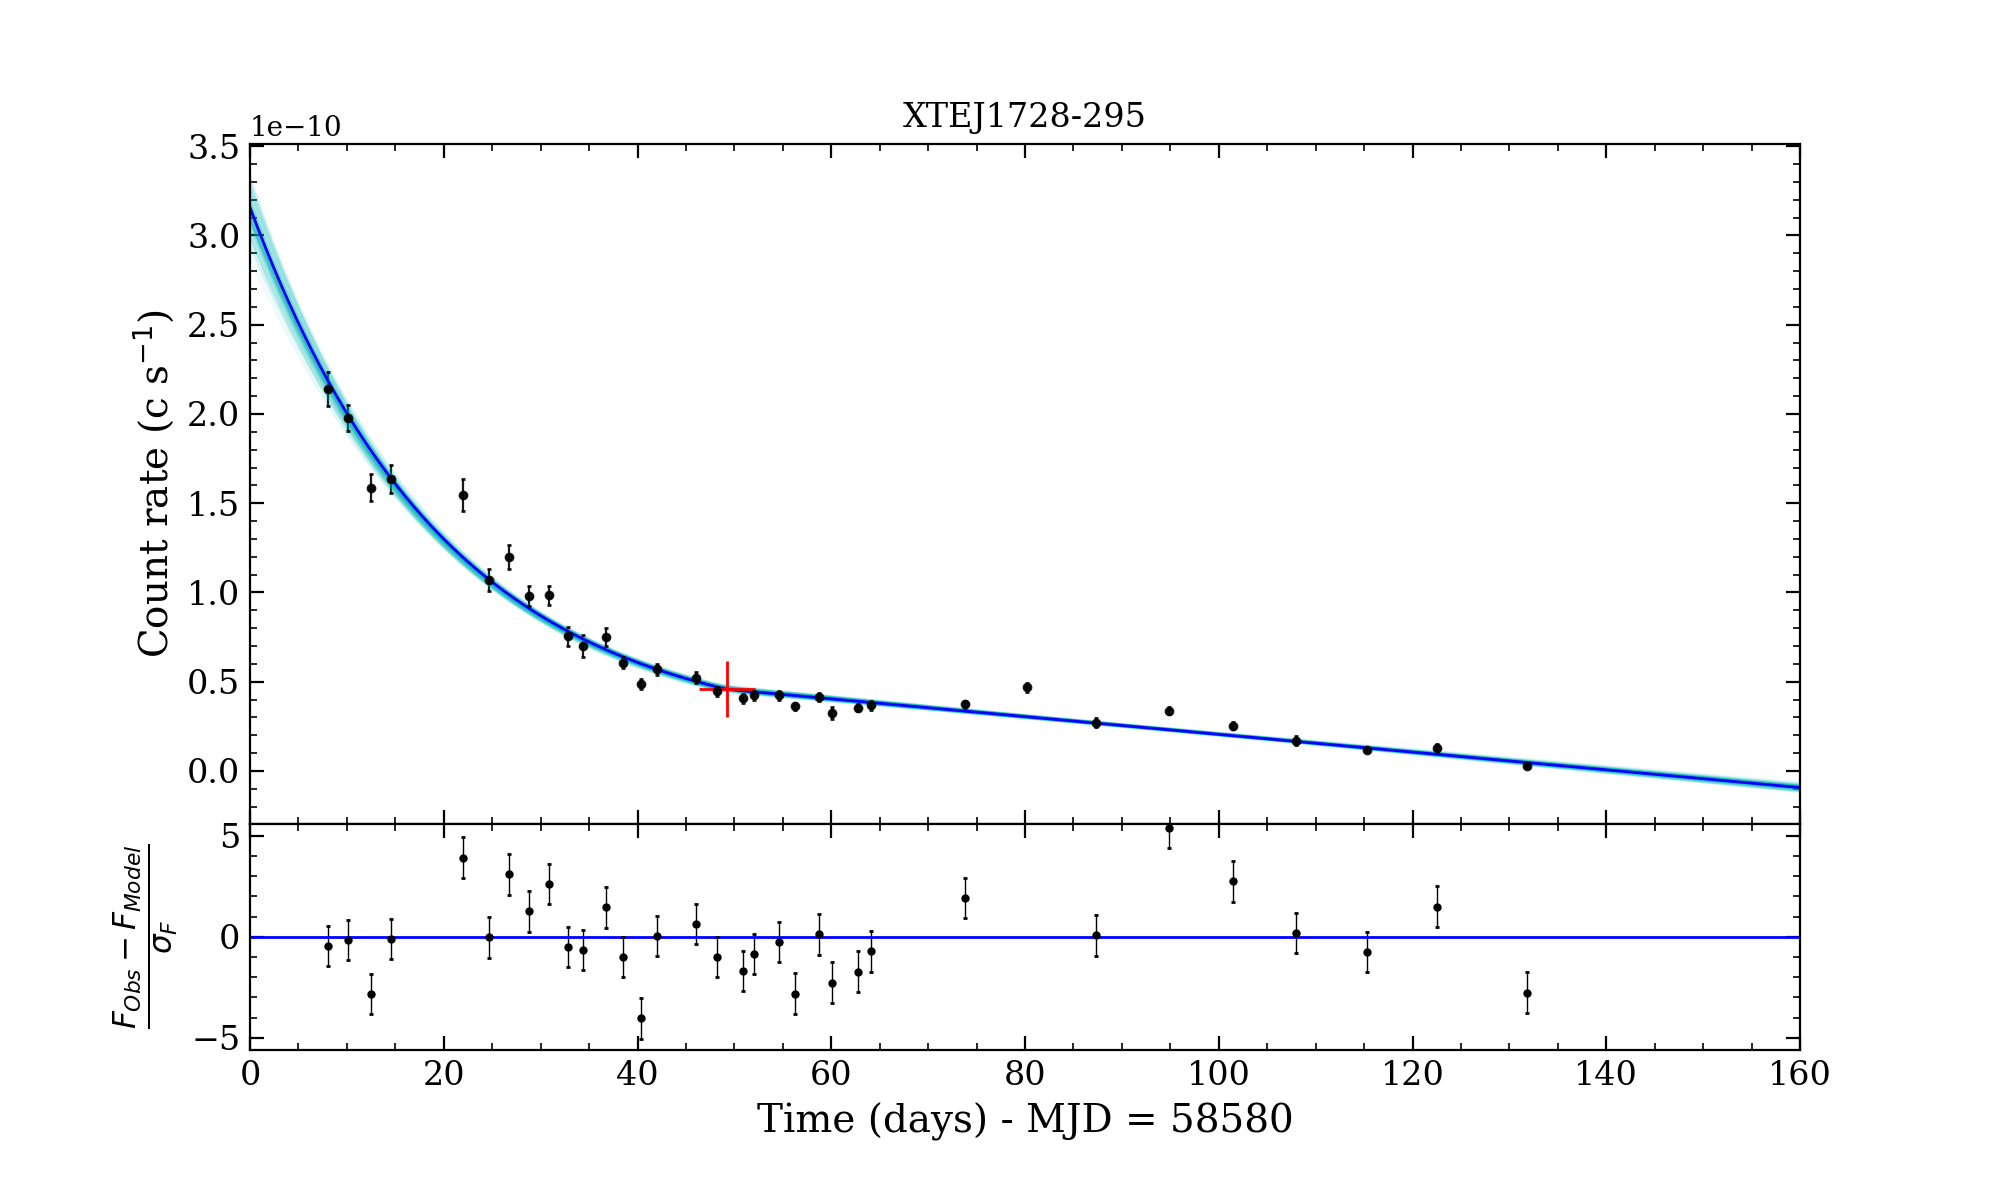 XTEJ1728-295
1e−10
3.5
3.0
2.5
2.0
1.5
1.0
0.5
0.0
Count rate (c s⁻¹)
5
0
−5
F_Obs − F_Model
σ_F
0 20 40 60 80 100 120 140 160
Time (days) - MJD = 58580